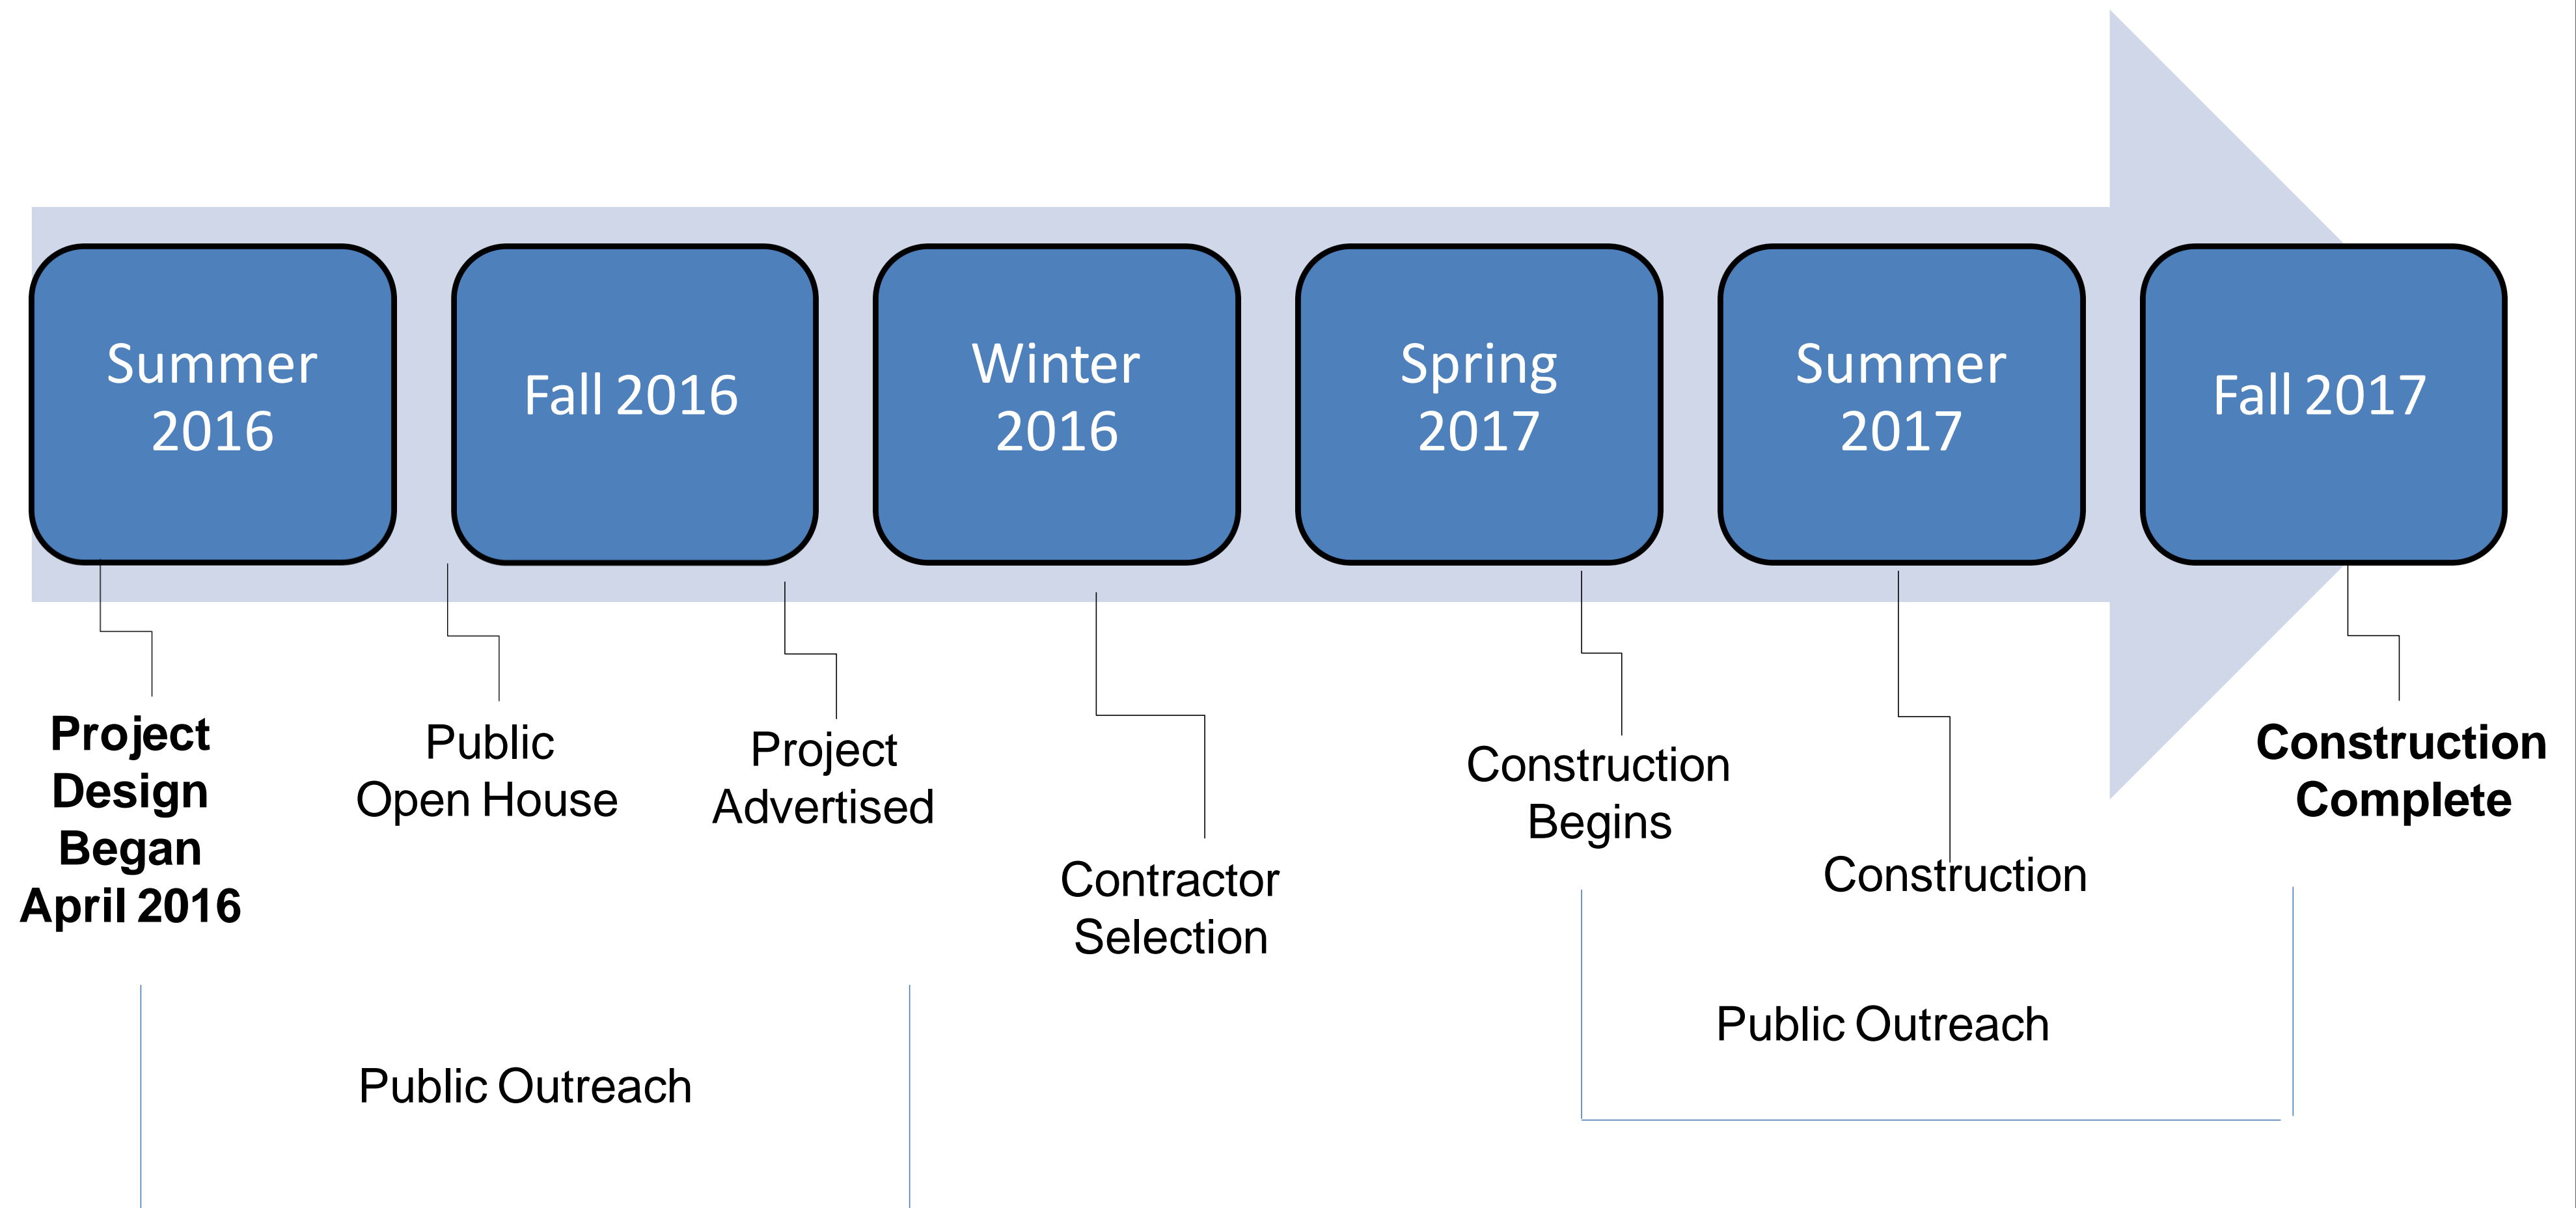 Summer
2016
Fall 2016
Winter
2016
Spring
2017
Summer
2017
Fall 2017
Project
Design
Began
April 2016
Public
Open House
Project
Advertised
Contractor
Selection
Construction
Begins
Construction
Construction
Complete
Public Outreach
Public Outreach